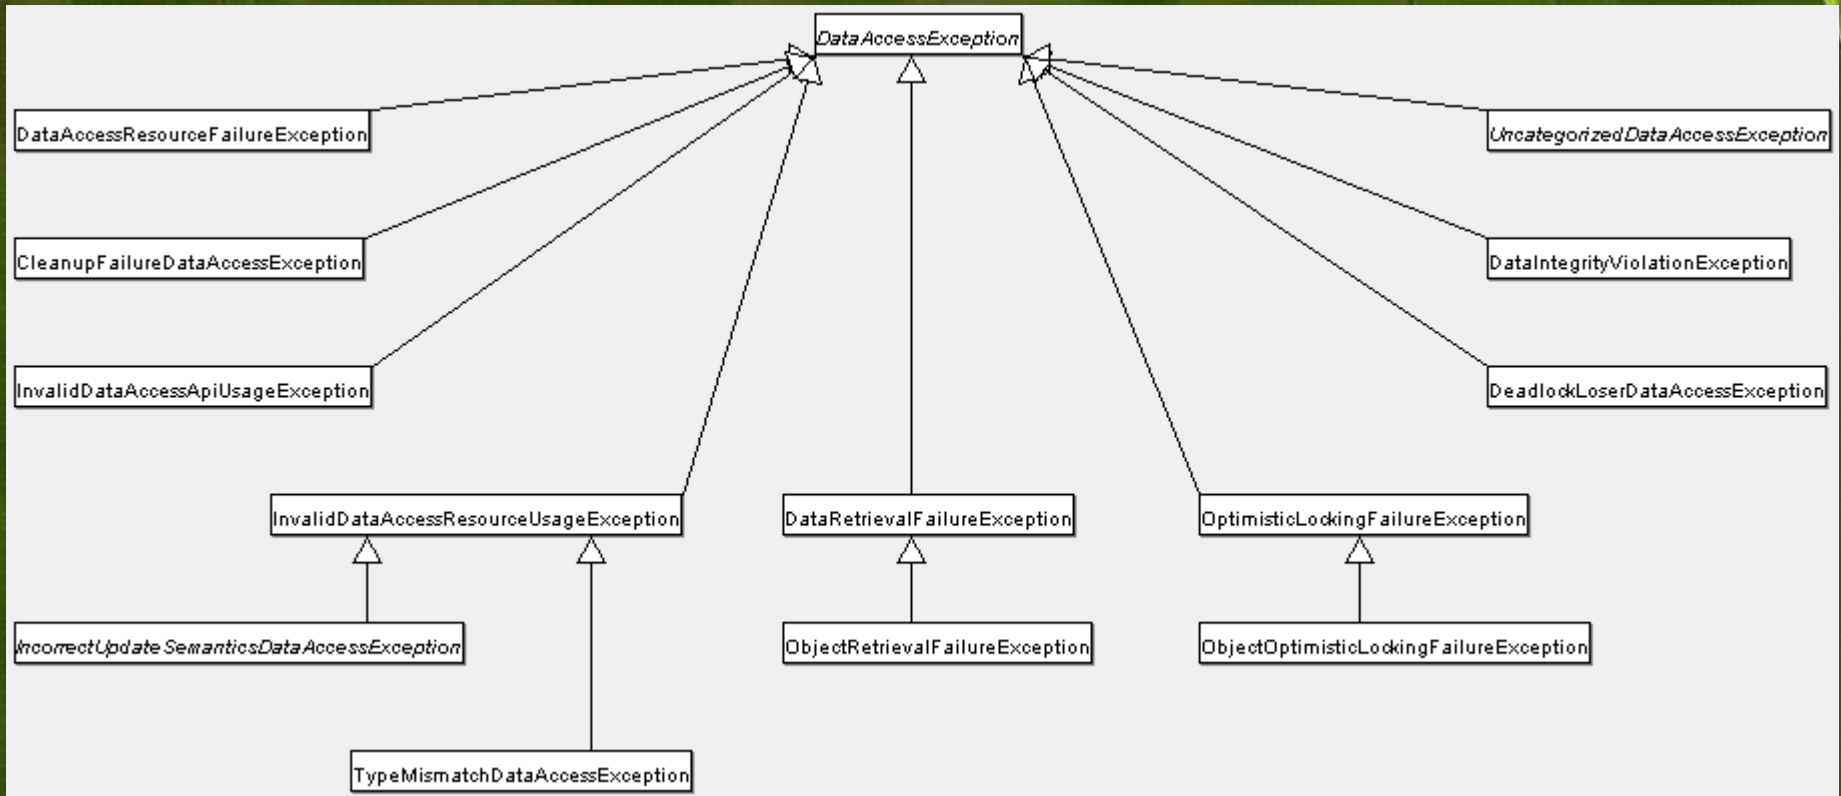 DataAccessException
DataAccessResourceFailureException
UncategorizedDataAccessException
CleanupFailureDataAccessException
DataIntegrityViolationException
InvalidDataAccessApiUsageException
DeadlockLoserDataAccessException
InvalidDataAccessResourceUsageException
DataRetrievalFailureException
OptimisticLockingFailureException
IncorrectUpdateSemanticsDataAccessException
ObjectRetrievalFailureException
ObjectOptimisticLockingFailureException
TypeMismatchDataAccessException